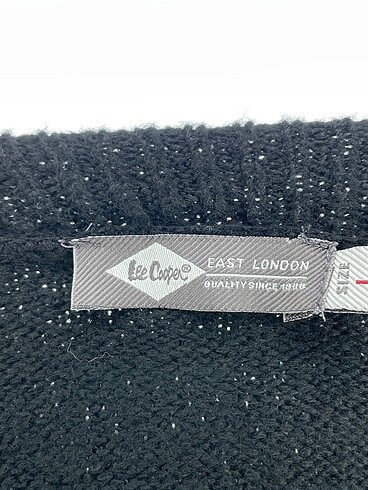 Lee Cooper®
EAST LONDON
QUALITY SINCE 1908
SIZE